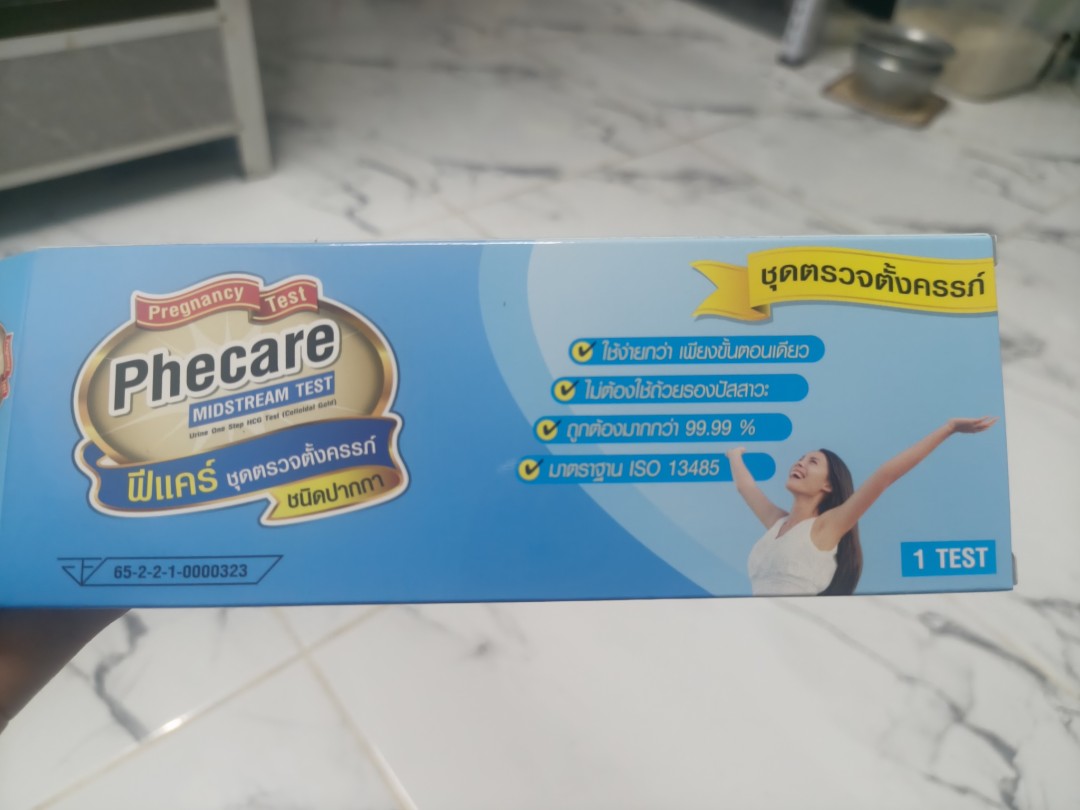 Pregnancy Test
Phecare
MIDSTREAM TEST
Urine One Step HCG Test (Colloidal Gold)
ฟีแคร์ ชุดตรวจตั้งครรภ์
ชนิดปากกา
65-2-2-1-0000323
ชุดตรวจตั้งครรภ์
ใช้ง่ายกว่า เพียงขั้นตอนเดียว
ไม่ต้องใช้ถ้วยรองปัสสาวะ
ถูกต้องมากกว่า 99.99 %
มาตราฐาน ISO 13485
1 TEST